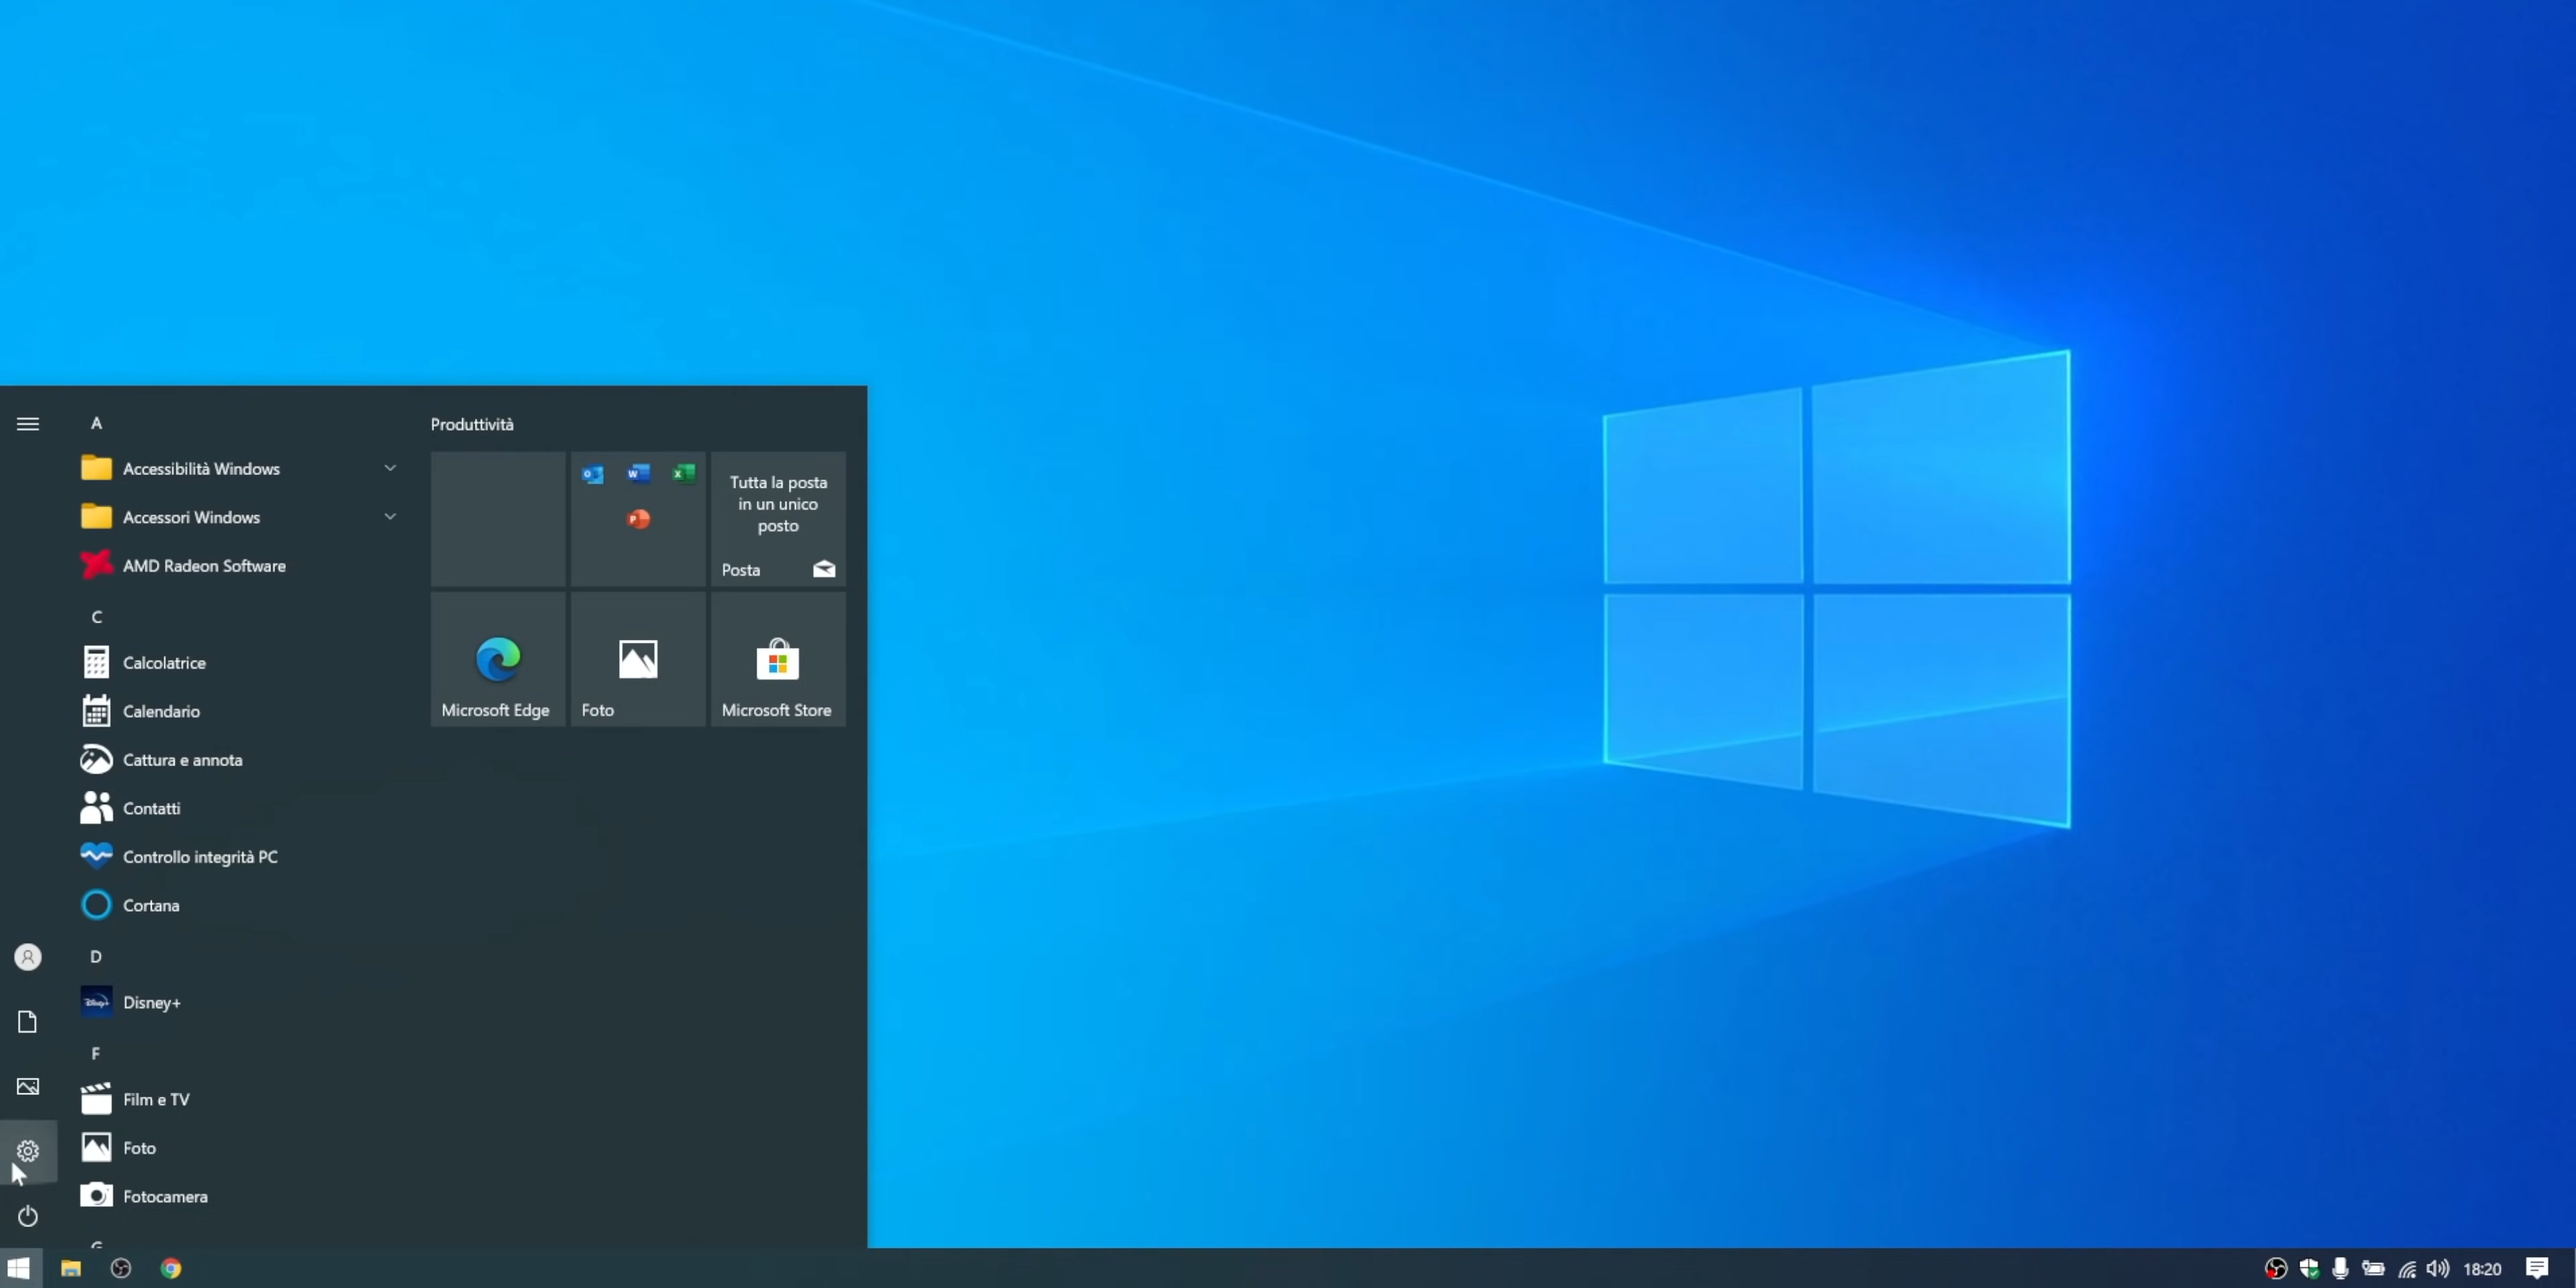 A
Accessibilità Windows
Accessori Windows
AMD Radeon Software
C
Calcolatrice
Calendario
Cattura e annota
Contatti
Controllo integrità PC
Cortana
D
Disney+
F
Film e TV
Foto
Fotocamera
Produttività
Tutta la posta
in un unico
posto
Posta
Microsoft Edge
Foto
Microsoft Store
18:20